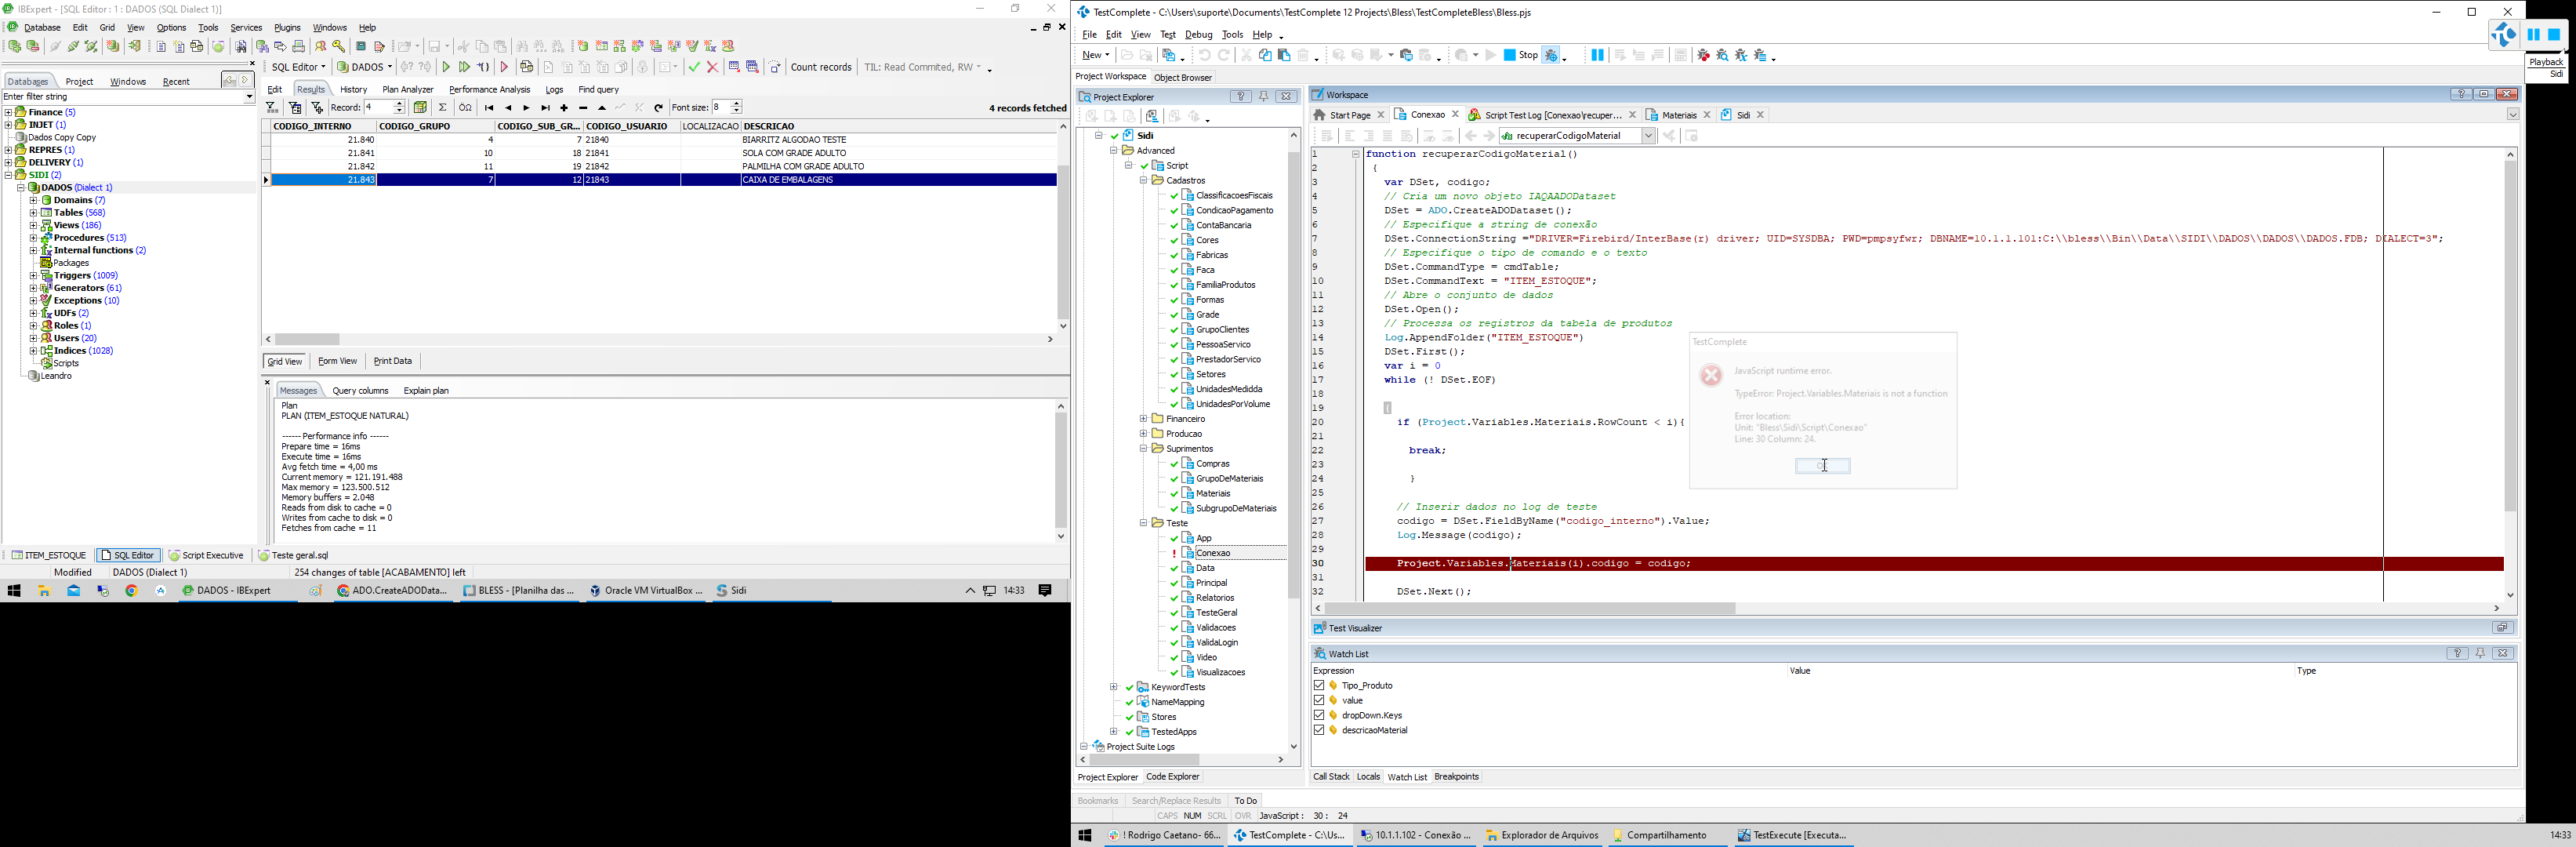 IBExpert - [SQL Editor : 1 : DADOS (SQL Dialect 1)]
Database Edit Grid View Options Tools Services Plugins Windows Help
SQL Editor DADOS Count records TIL: Read Commited, RW
Databases Project Windows Recent
Enter filter string
Finance (5)
INJET (1)
Dados Copy Copy
REPRES (1)
DELIVERY (1)
SIDI (2)
DADOS (Dialect 1)
Domains (7)
Tables (568)
Views (186)
Procedures (513)
Internal functions (2)
Packages
Triggers (1009)
Generators (61)
Exceptions (10)
UDFs (2)
Roles (1)
Users (20)
Indices (1028)
Scripts
Leandro
Edit Results History Plan Analyzer Performance Analysis Logs Find query
Record: 4 Font size: 8 4 records fetched
CODIGO_INTERNO CODIGO_GRUPO CODIGO_SUB_GR... CODIGO_USUARIO LOCALIZACAO DESCRICAO
21.840 4 7 21840 BIARRITZ ALGODAO TESTE
21.841 10 18 21841 SOLA COM GRADE ADULTO
21.842 11 19 21842 PALMILHA COM GRADE ADULTO
21.843 7 12 21843 CAIXA DE EMBALAGENS
Grid View Form View Print Data
Messages Query columns Explain plan
Plan
PLAN (ITEM_ESTOQUE NATURAL)
------ Performance info ------
Prepare time = 16ms
Execute time = 16ms
Avg fetch time = 4,00 ms
Current memory = 121.191.488
Max memory = 123.500.512
Memory buffers = 2.048
Reads from disk to cache = 0
Writes from cache to disk = 0
Fetches from cache = 11
ITEM_ESTOQUE SQL Editor Script Executive Teste geral.sql
Modified DADOS (Dialect 1) 254 changes of table [ACABAMENTO] left
DADOS - IBExpert ADO.CreateADOData... BLESS - [Planilha das ... Oracle VM VirtualBox ... Sidi 14:33
TestComplete - C:\Users\suporte\Documents\TestComplete 12 Projects\Bless\TestCompleteBless\Bless.pjs
File Edit View Test Debug Tools Help
New Stop
Playback
Sidi
Project Workspace Object Browser
Project Explorer
Sidi
Advanced
Script
Cadastros
ClassificacoesFiscais
CondicaoPagamento
ContaBancaria
Cores
Fabricas
Faca
FamiliaProdutos
Formas
Grade
GrupoClientes
PessoaServico
PrestadorServico
Setores
UnidadesMedidda
UnidadesPorVolume
Financeiro
Producao
Suprimentos
Compras
GrupoDeMateriais
Materiais
SubgrupoDeMateriais
Teste
App
Conexao
Data
Principal
Relatorios
TesteGeral
Validacoes
ValidaLogin
Video
Visualizacoes
KeywordTests
NameMapping
Stores
TestedApps
Project Suite Logs
Project Explorer Code Explorer
Workspace
Start Page Conexao Script Test Log [Conexao\recuper... Materiais Sidi
recuperarCodigoMaterial
1 function recuperarCodigoMaterial()
2 {
3 var DSet, codigo;
4 // Cria um novo objeto IAQAADODataset
5 DSet = ADO.CreateADODataset();
6 // Especifique a string de conexão
7 DSet.ConnectionString ="DRIVER=Firebird/InterBase(r) driver; UID=SYSDBA; PWD=pmpsyfwr; DBNAME=10.1.1.101:C:\\bless\\Bin\\Data\\SIDI\\DADOS\\DADOS\\DADOS.FDB; DIALECT=3";
8 // Especifique o tipo de comando e o texto
9 DSet.CommandType = cmdTable;
10 DSet.CommandText = "ITEM_ESTOQUE";
11 // Abre o conjunto de dados
12 DSet.Open();
13 // Processa os registros da tabela de produtos
14 Log.AppendFolder("ITEM_ESTOQUE")
15 DSet.First();
16 var i = 0
17 while (! DSet.EOF)
18
19 {
20 if (Project.Variables.Materiais.RowCount < i){
21
22 break;
23
24 }
25
26 // Inserir dados no log de teste
27 codigo = DSet.FieldByName("codigo_interno").Value;
28 Log.Message(codigo);
29
30 Project.Variables.Materiais(i).codigo = codigo;
31
32 DSet.Next();
TestComplete
JavaScript runtime error.
TypeError: Project.Variables.Materiais is not a function
Error location:
Unit: "Bless\Sidi\Script\Conexao"
Line: 30 Column: 24.
Test Visualizer
Watch List
Expression Value Type
Tipo_Produto
value
dropDown.Keys
descricaoMaterial
Call Stack Locals Watch List Breakpoints
Bookmarks Search/Replace Results To Do
CAPS NUM SCRL OVR JavaScript : 30 : 24
! Rodrigo Caetano- 66... TestComplete - C:\Us... 10.1.1.102 - Conexão ... Explorador de Arquivos Compartilhamento TestExecute [Executa... 14:33